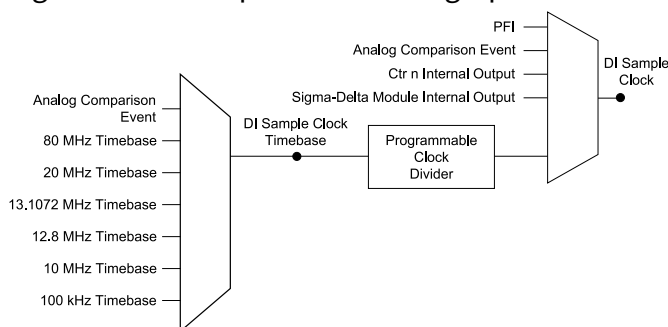 PFI
Analog Comparison Event
Ctr n Internal Output
Sigma-Delta Module Internal Output
DI Sample
Clock
Analog Comparison
Event
80 MHz Timebase
20 MHz Timebase
13.1072 MHz Timebase
12.8 MHz Timebase
10 MHz Timebase
100 kHz Timebase
DI Sample Clock
Timebase
Programmable
Clock
Divider